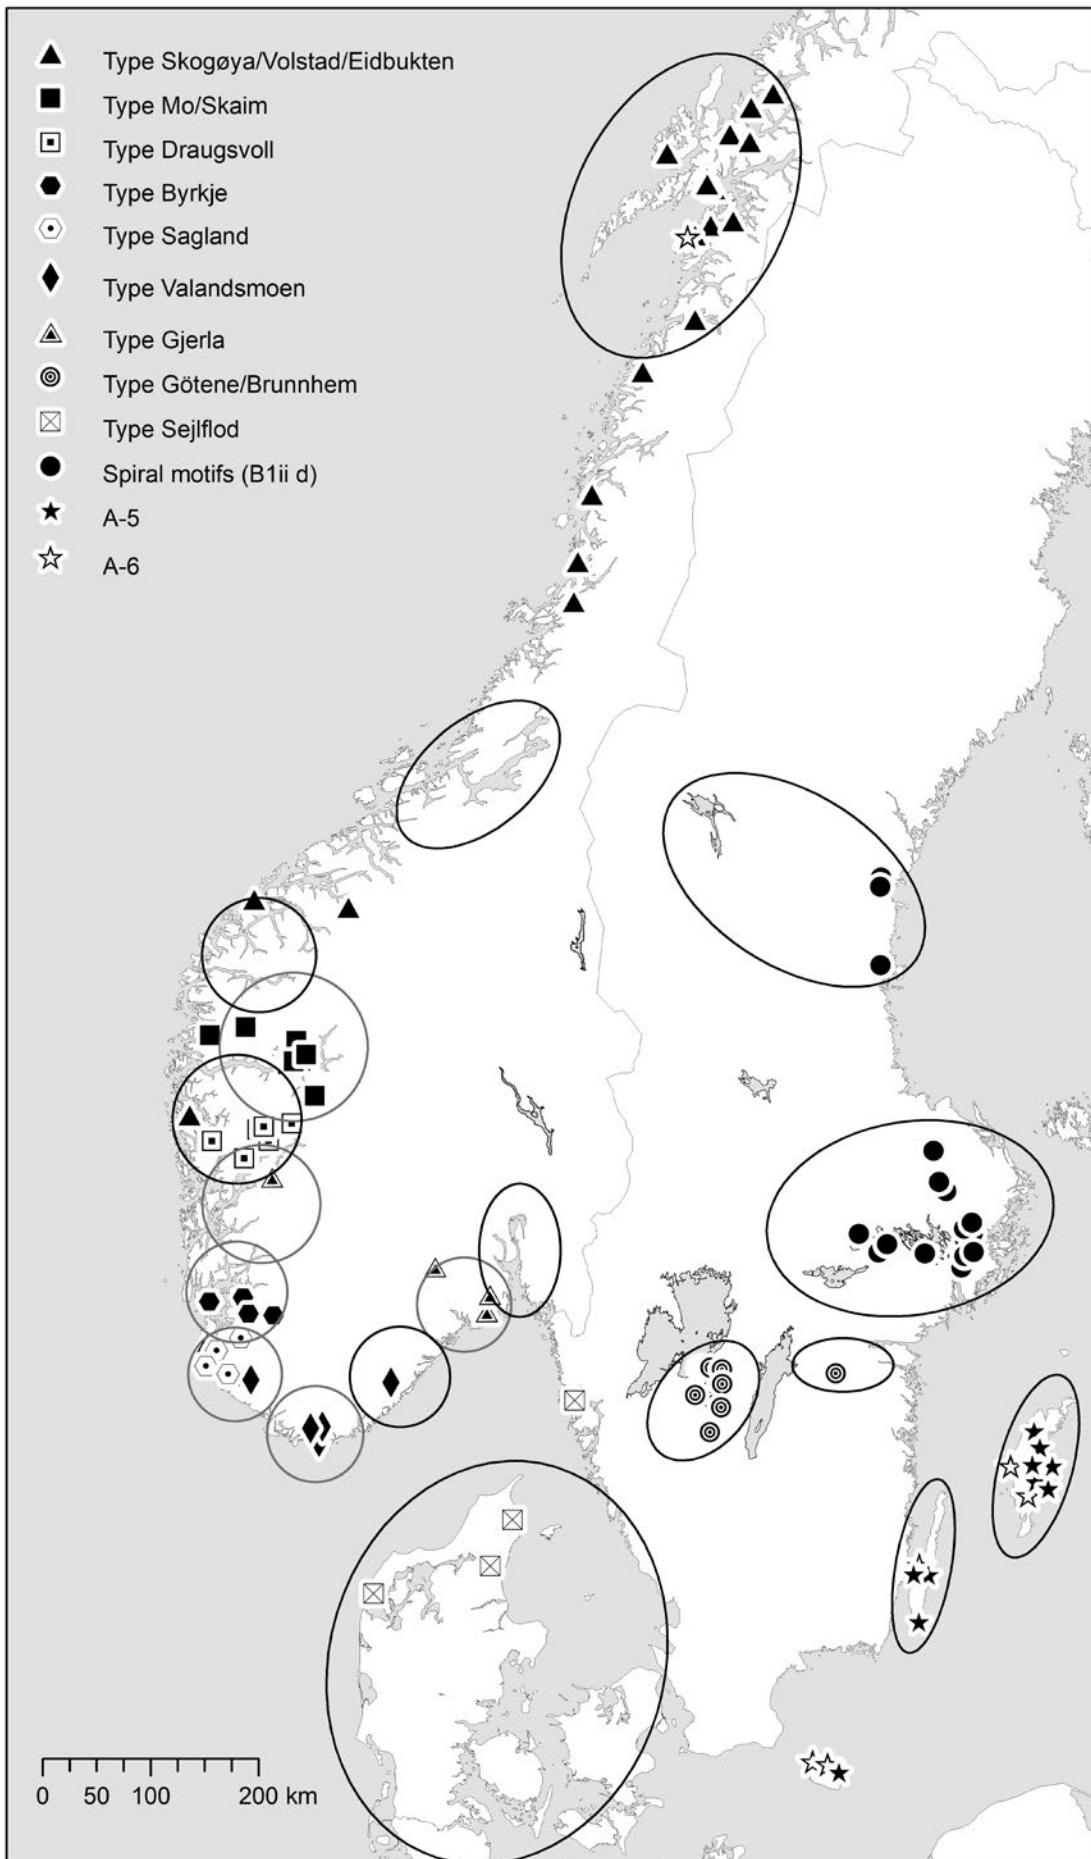 Type Skogøya/Volstad/Eidbukten
Type Mo/Skaim
Type Draugsvoll
Type Byrkje
Type Sagland
Type Valandsmoen
Type Gjerla
Type Götene/Brunnhem
Type Sejlflod
Spiral motifs (B1ii d)
A-5
A-6
0 50 100 200 km